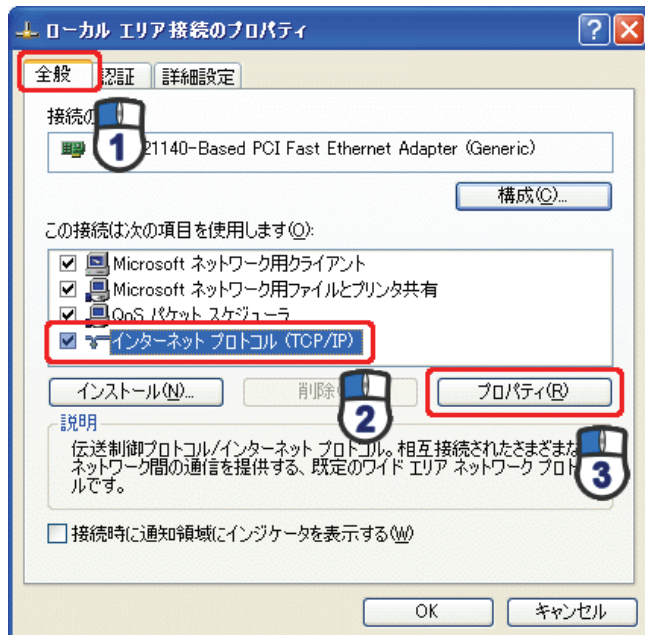 ローカル エリア接続のプロパティ
全般
認証
詳細設定
接続の
1
21140-Based PCI Fast Ethernet Adapter (Generic)
構成(C)...
この接続は次の項目を使用します(O):
Microsoft ネットワーク用クライアント
Microsoft ネットワーク用ファイルとプリンタ共有
QoS パケット スケジューラ
インターネット プロトコル (TCP/IP)
インストール(N)...
削除
プロパティ(R)
2
3
説明
伝送制御プロトコル/インターネット プロトコル。相互接続されたさまざまな
ネットワーク間の通信を提供する、既定のワイド エリア ネットワーク プロト
ルです。
接続時に通知領域にインジケータを表示する(W)
OK
キャンセル